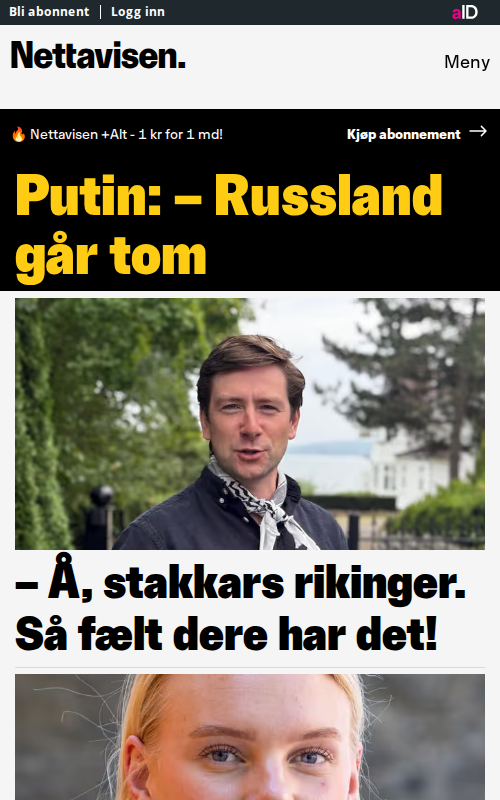 Bli abonnent | Logg inn
aID
Nettavisen.
Meny
🔥 Nettavisen +Alt - 1 kr for 1 md!
Kjøp abonnement →
Putin: – Russland
går tom
– Å, stakkars rikinger.
Så fælt dere har det!